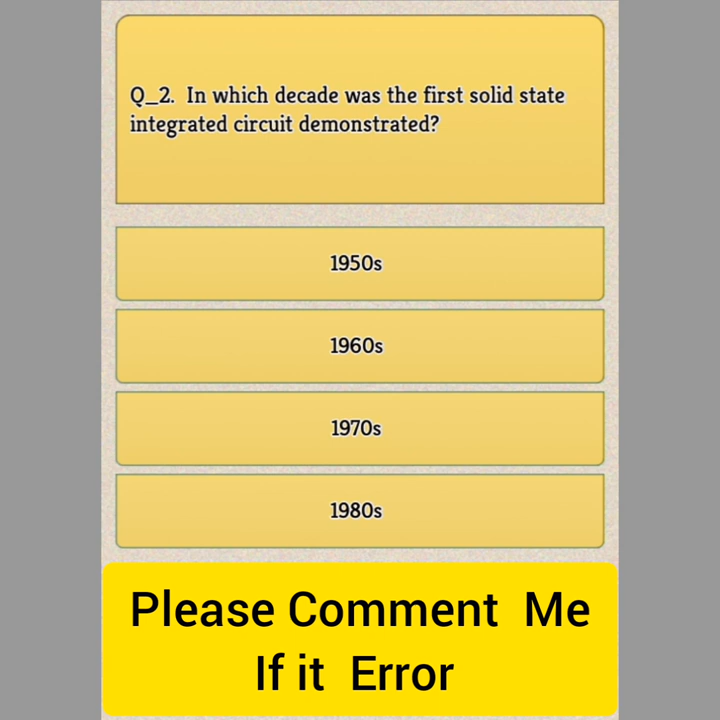 Q_2. In which decade was the first solid state
integrated circuit demonstrated?
1950s
1960s
1970s
1980s
Please Comment Me
If it Error